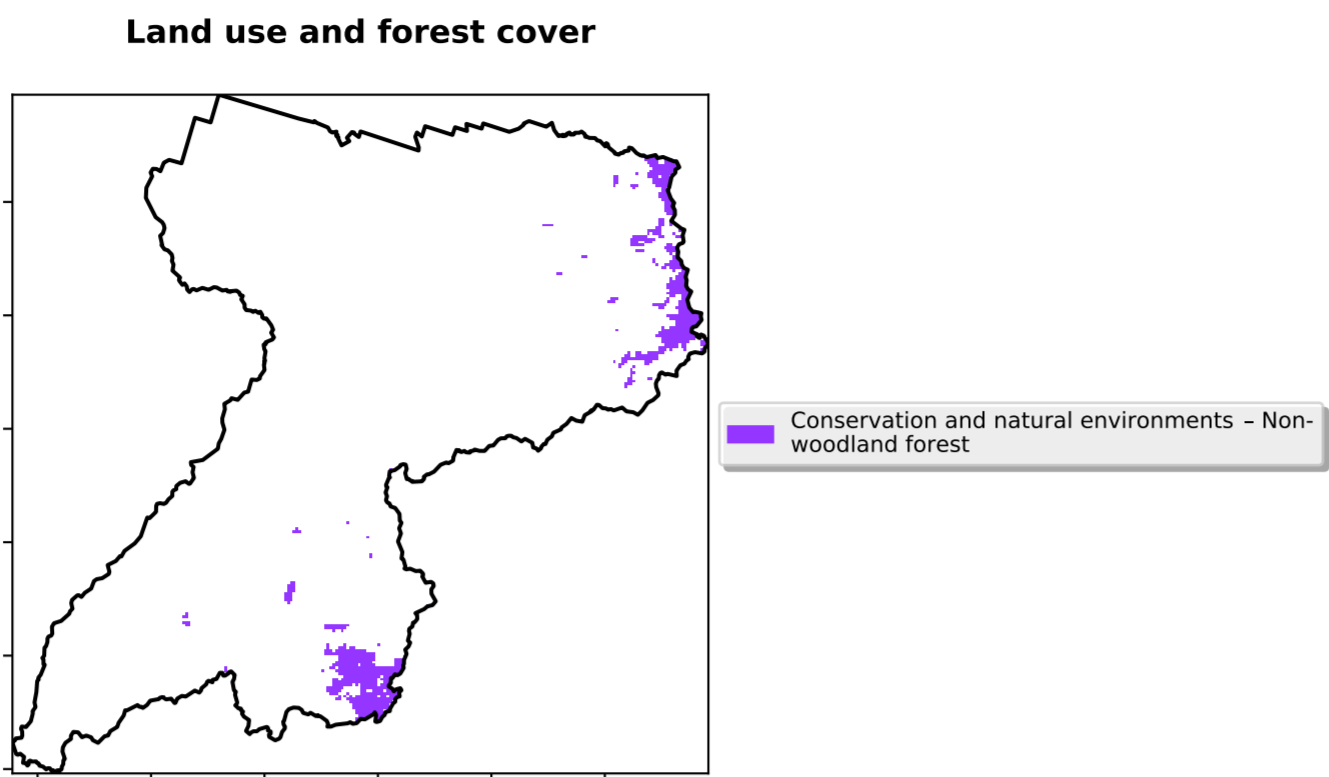 Land use and forest cover
Conservation and natural environments – Non-
woodland forest